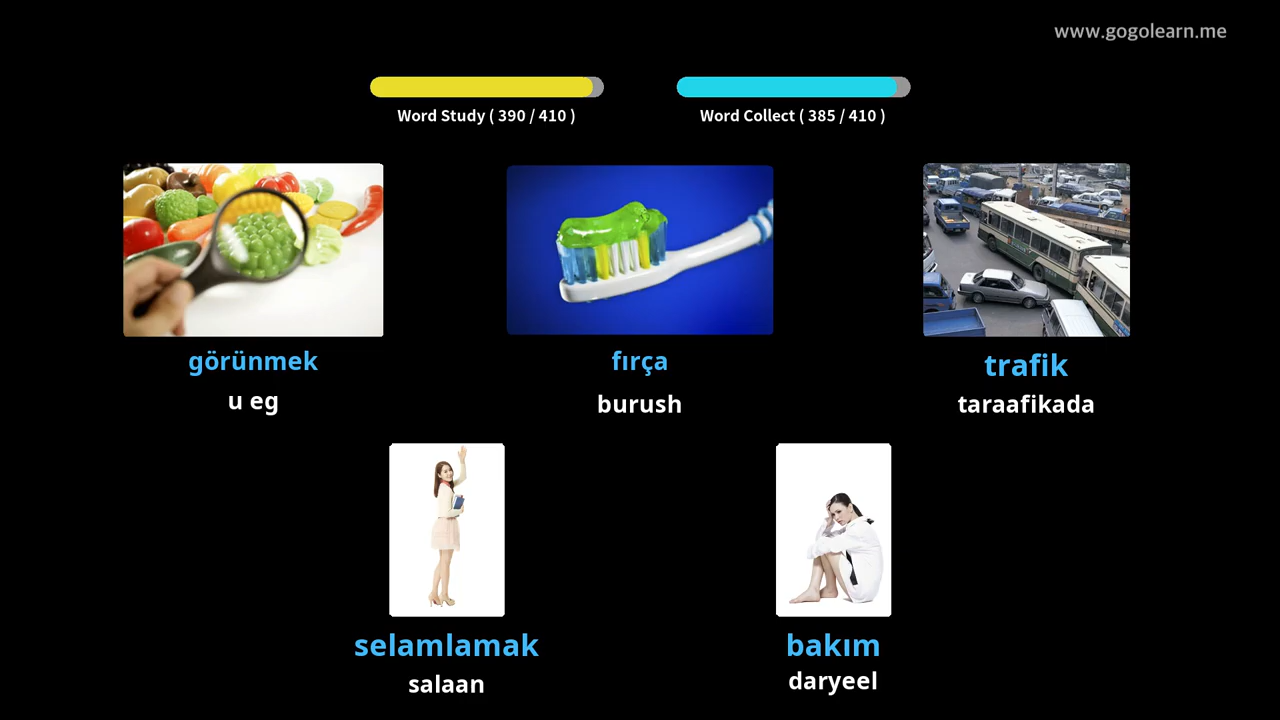 www.gogolearn.me
Word Study ( 390 / 410 )
Word Collect ( 385 / 410 )
görünmek
fırça
trafik
u eg
burush
taraafikada
selamlamak
bakım
salaan
daryeel